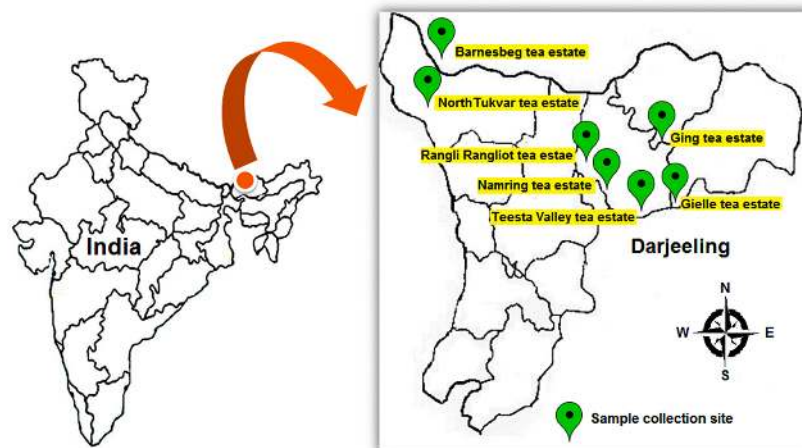 Barnesbeg tea estate
NorthTukvar tea estate
Ging tea estate
Rangli Rangliot tea estae
Namring tea estate
Gielle tea estate
Teesta Valley tea estate
India
Darjeeling
N
W
E
S
Sample collection site